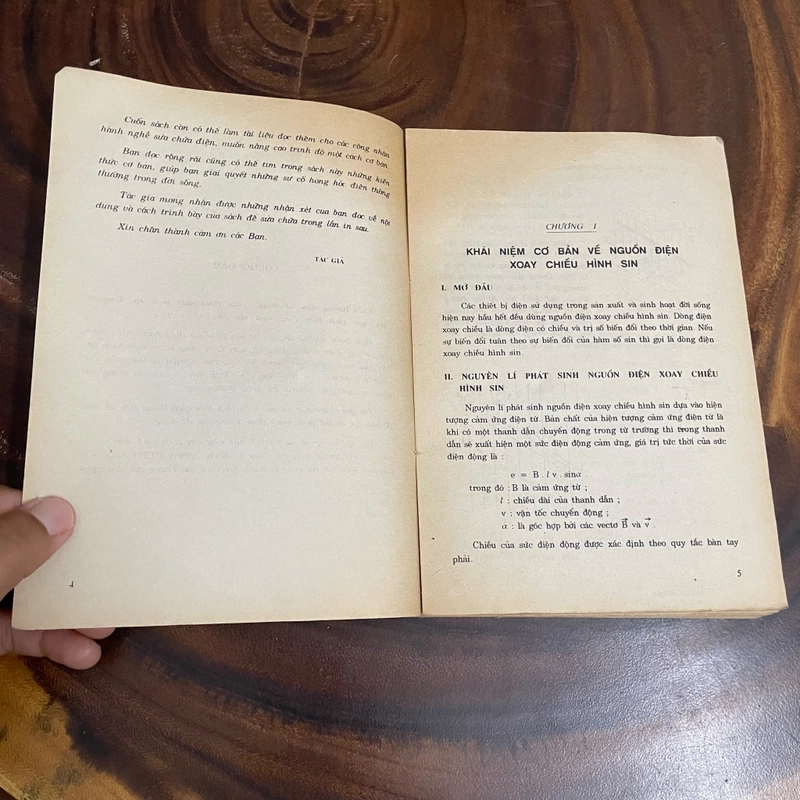 Cuốn sách còn có thể làm tài liệu đọc thêm cho các công nhân
hành nghề sửa chữa điện, muốn nâng cao trình độ một cách cơ bản.
Bạn đọc rộng rãi cũng có thể tìm trong sách này những kiến
thức cơ bản, giúp bạn giải quyết những sự cố hỏng hóc điện thông
thường trong đời sống.
Tác giả mong nhận được những nhận xét của bạn đọc về nội
dung và cách trình bày của sách để sửa chữa trong lần in sau.
Xin chân thành cảm ơn các Bạn.
TÁC GIẢ
4
CHƯƠNG I
KHÁI NIỆM CƠ BẢN VỀ NGUỒN ĐIỆN
XOAY CHIỀU HÌNH SIN
I. MỞ ĐẦU
Các thiết bị điện sử dụng trong sản xuất và sinh hoạt đời sống
hiện nay hầu hết đều dùng nguồn điện xoay chiều hình sin. Dòng điện
xoay chiều là dòng điện có chiều và trị số biến đổi theo thời gian. Nếu
sự biến đổi tuân theo sự biến đổi của hàm số sin thì gọi là dòng điện
xoay chiều hình sin
II. NGUYÊN LÍ PHÁT SINH NGUỒN ĐIỆN XOAY CHIỀU
HÌNH SIN
Nguyên lí phát sinh nguồn điện xoay chiều hình sin dựa vào hiện
tượng cảm ứng điện từ. Bản chất của hiện tượng cảm ứng điện từ là
khi có một thanh dẫn chuyển động trong từ trường thì trong thanh
dẫn sẽ xuất hiện một sức điện động cảm ứng, giá trị tức thời của sức
điện động là :
e = B . l v . sinα
trong đó : B là cảm ứng từ ;
l : chiều dài của thanh dẫn ;
v : vận tốc chuyển động ;
α : là góc hợp bởi các vectơ B⃗ và v⃗ .
Chiều của sức điện động được xác định theo quy tắc bàn tay
phải.
5